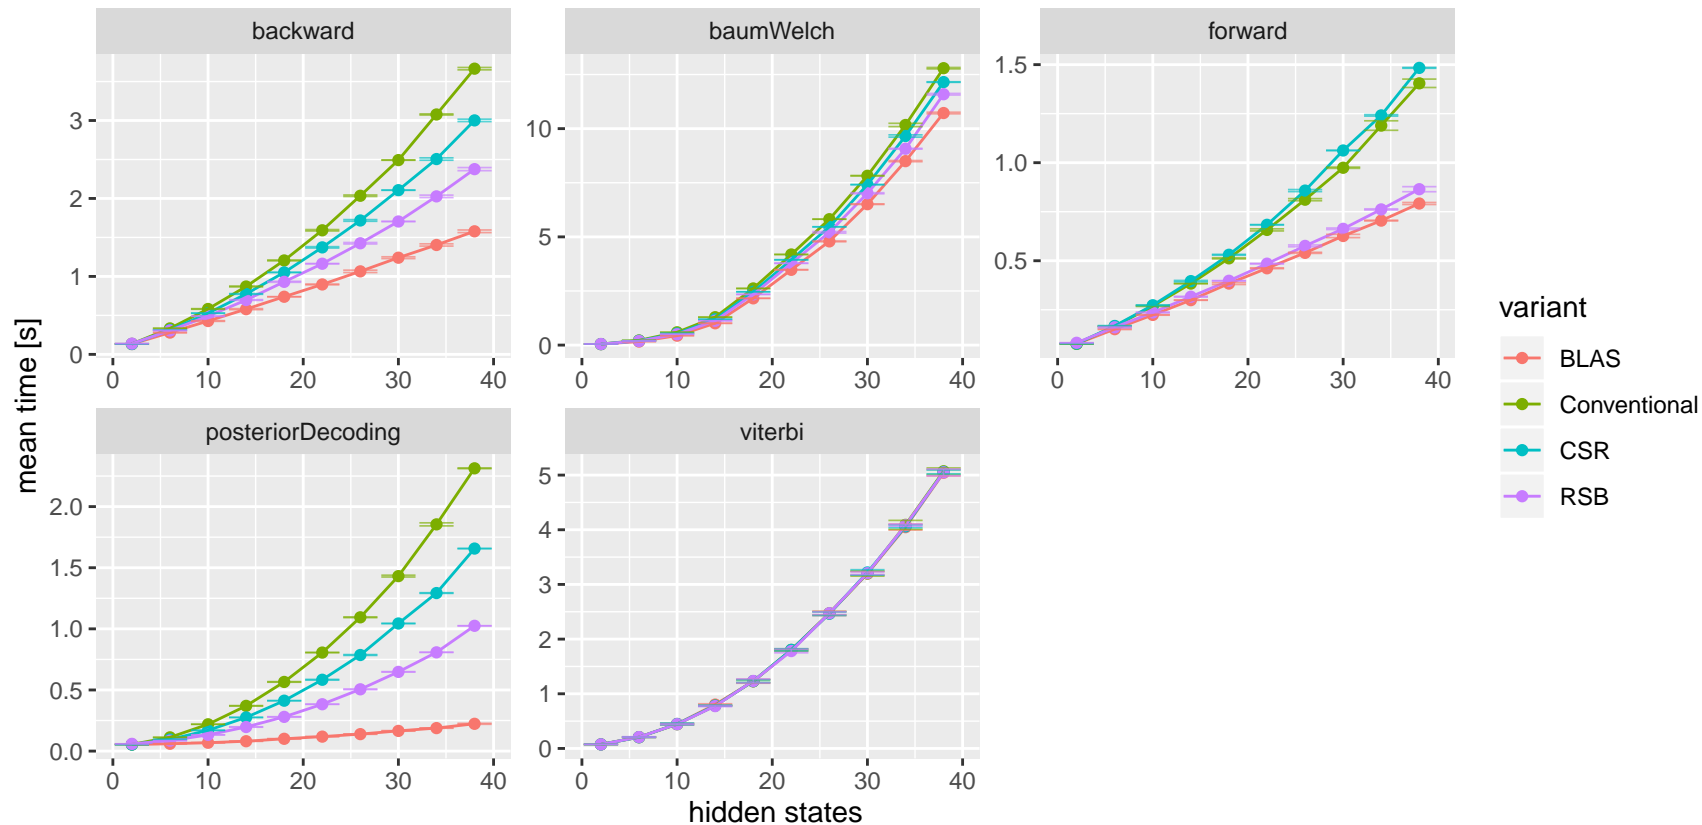 backward
baumWelch
forward
3
2
1
0
10
5
0
1.5
1.0
0.5
0 10 20 30 40
0 10 20 30 40
0 10 20 30 40
mean time [s]
posteriorDecoding
viterbi
2.0
1.5
1.0
0.5
0.0
5
4
3
2
1
0
0 10 20 30 40
0 10 20 30 40
hidden states
variant
BLAS
Conventional
CSR
RSB